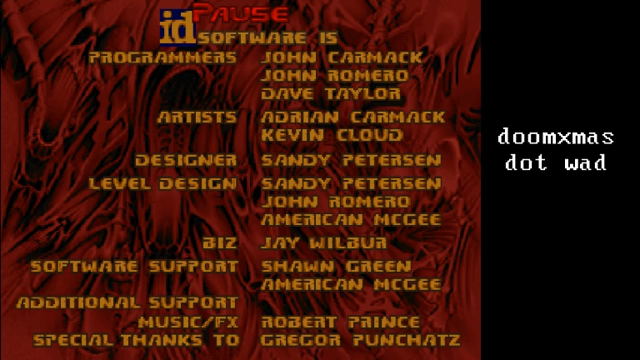 PAUSE
id SOFTWARE IS
PROGRAMMERS JOHN CARMACK
JOHN ROMERO
DAVE TAYLOR
ARTISTS ADRIAN CARMACK
KEVIN CLOUD
DESIGNER SANDY PETERSEN
LEVEL DESIGN SANDY PETERSEN
JOHN ROMERO
AMERICAN MCGEE
BIZ JAY WILBUR
SOFTWARE SUPPORT SHAWN GREEN
AMERICAN MCGEE
ADDITIONAL SUPPORT
MUSIC/FX ROBERT PRINCE
SPECIAL THANKS TO GREGOR PUNCHATZ
doomxmas
dot wad